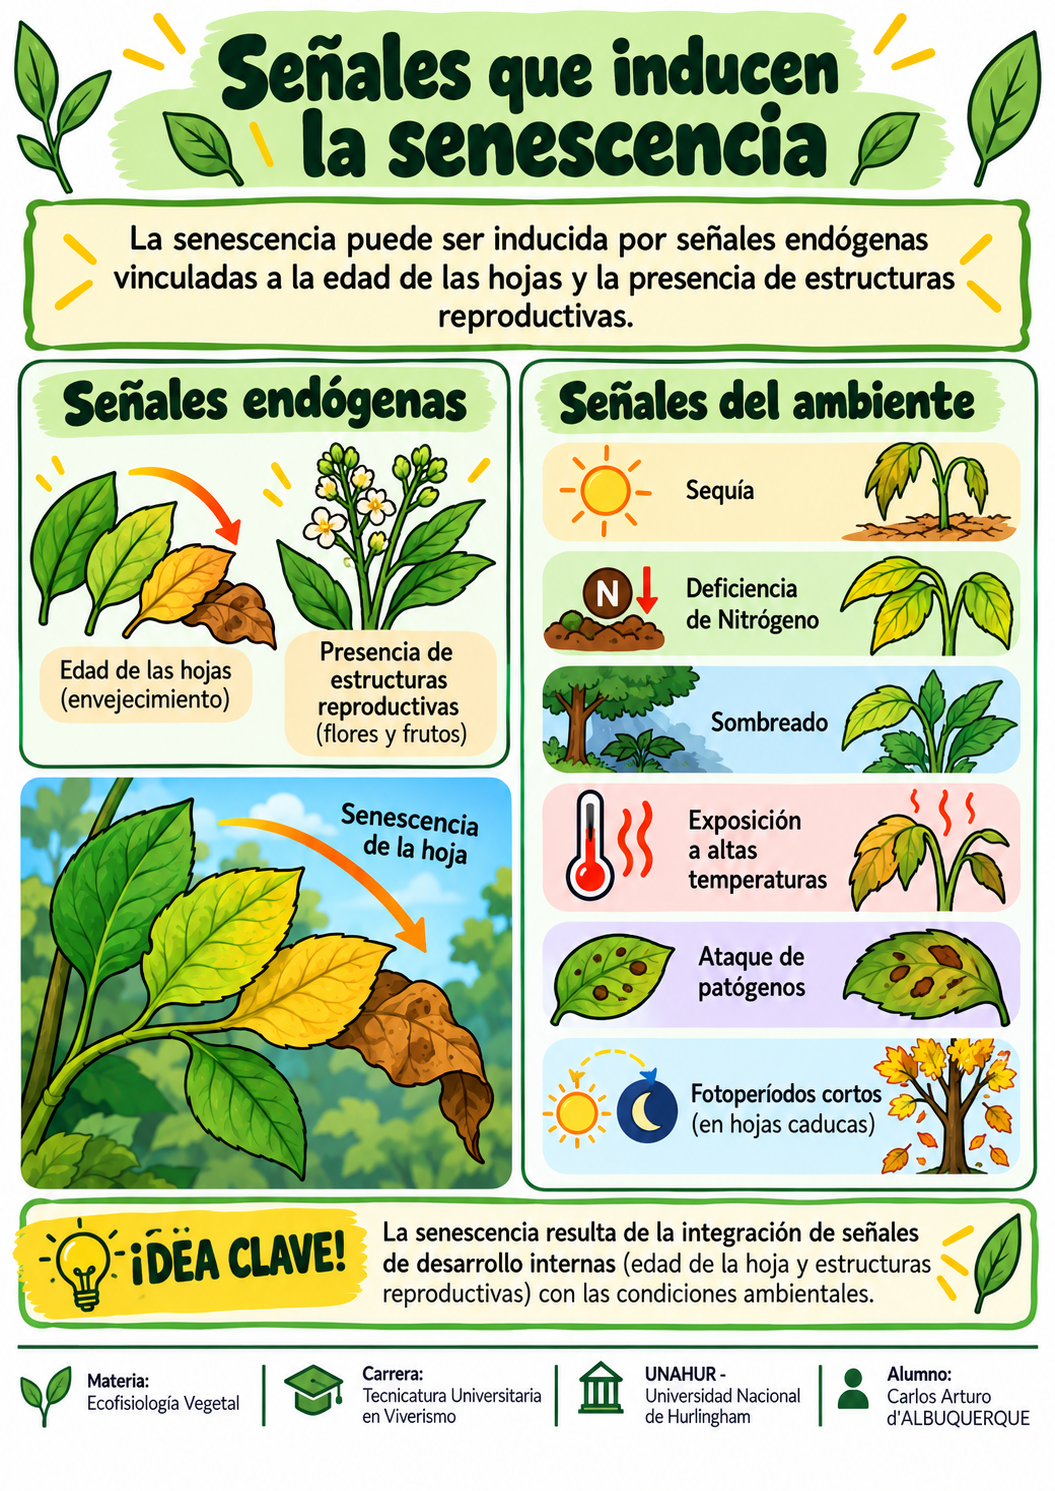 Señales que inducen
la senescencia
La senescencia puede ser inducida por señales endógenas
vinculadas a la edad de las hojas y la presencia de estructuras
reproductivas.
Señales endógenas
Edad de las hojas
(envejecimiento)
Presencia de
estructuras
reproductivas
(flores y frutos)
Senescencia
de la hoja
Señales del ambiente
Sequía
N
Deficiencia
de Nitrógeno
Sombreado
Exposición
a altas
temperaturas
Ataque de
patógenos
Fotoperíodos cortos
(en hojas caducas)
¡DEA CLAVE!
La senescencia resulta de la integración de señales
de desarrollo internas (edad de la hoja y estructuras
reproductivas) con las condiciones ambientales.
Materia:
Ecofisiología Vegetal
Carrera:
Tecnicatura Universitaria
en Viverismo
UNAHUR -
Universidad Nacional
de Hurlingham
Alumno:
Carlos Arturo
d'ALBUQUERQUE